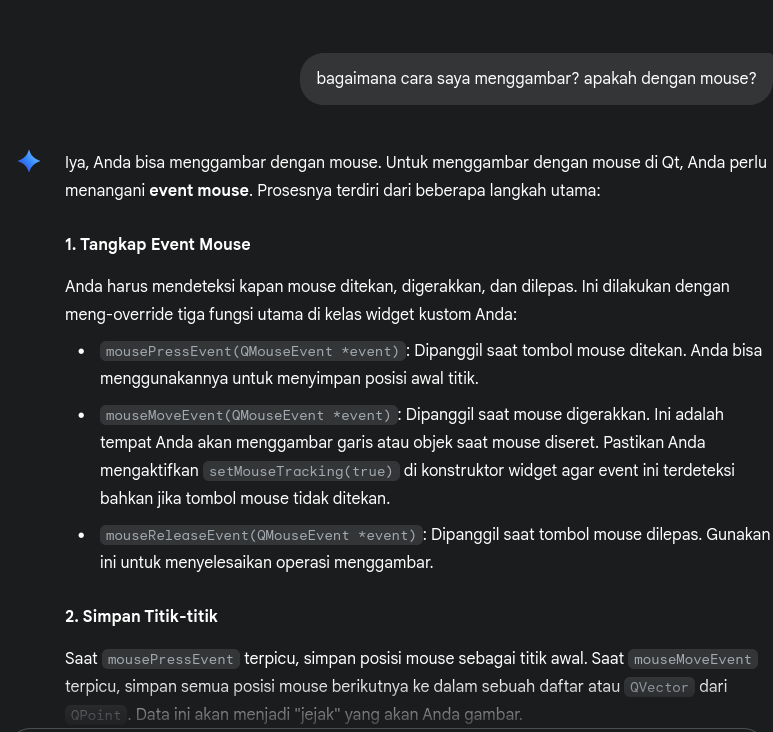 bagaimana cara saya menggambar? apakah dengan mouse?
Iya, Anda bisa menggambar dengan mouse. Untuk menggambar dengan mouse di Qt, Anda perlu
menangani event mouse. Prosesnya terdiri dari beberapa langkah utama:
1. Tangkap Event Mouse
Anda harus mendeteksi kapan mouse ditekan, digerakkan, dan dilepas. Ini dilakukan dengan
meng-override tiga fungsi utama di kelas widget kustom Anda:
• mousePressEvent(QMouseEvent *event): Dipanggil saat tombol mouse ditekan. Anda bisa
menggunakannya untuk menyimpan posisi awal titik.
• mouseMoveEvent(QMouseEvent *event): Dipanggil saat mouse digerakkan. Ini adalah
tempat Anda akan menggambar garis atau objek saat mouse diseret. Pastikan Anda
mengaktifkan setMouseTracking(true) di konstruktor widget agar event ini terdeteksi
bahkan jika tombol mouse tidak ditekan.
• mouseReleaseEvent(QMouseEvent *event): Dipanggil saat tombol mouse dilepas. Gunakan
ini untuk menyelesaikan operasi menggambar.
2. Simpan Titik-titik
Saat mousePressEvent terpicu, simpan posisi mouse sebagai titik awal. Saat mouseMoveEvent
terpicu, simpan semua posisi mouse berikutnya ke dalam sebuah daftar atau QVector dari
QPoint. Data ini akan menjadi "jejak" yang akan Anda gambar.